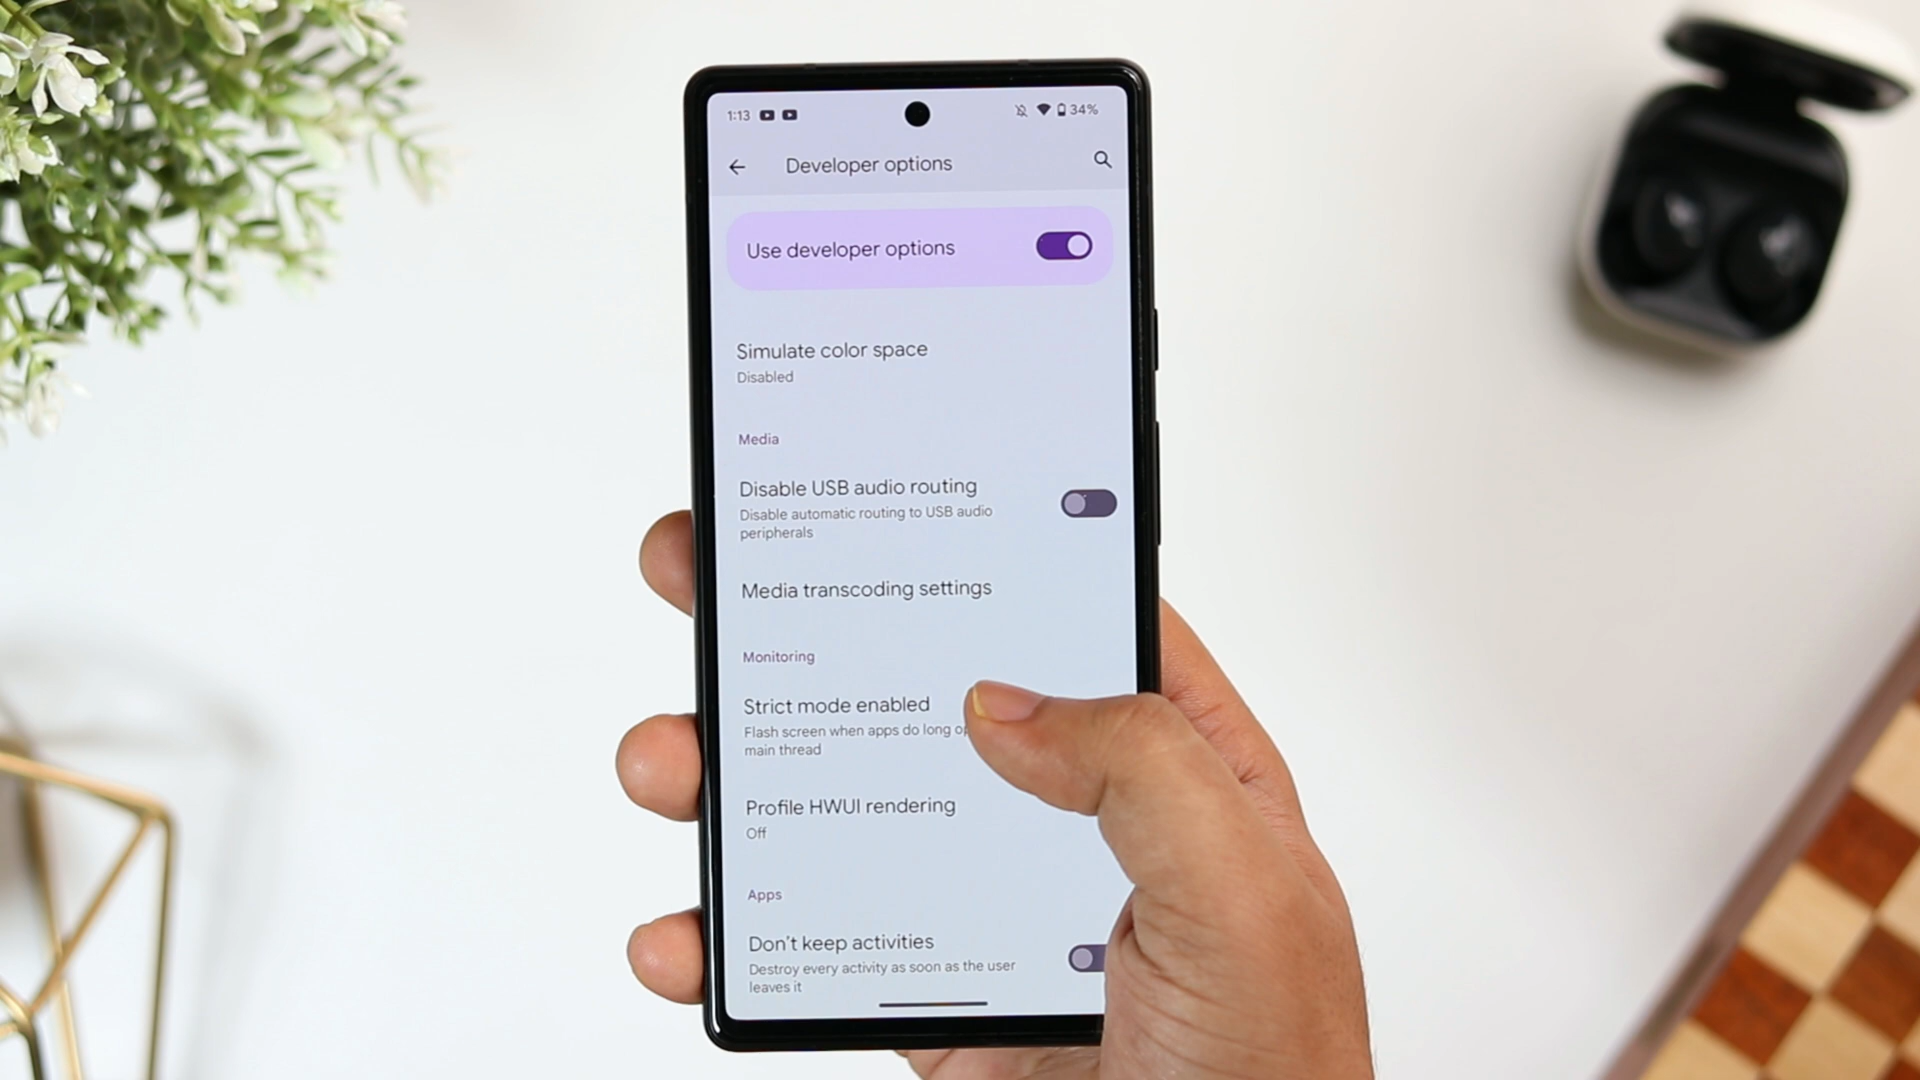 1:13 34%
Developer options
Use developer options
Simulate color space
Disabled
Media
Disable USB audio routing
Disable automatic routing to USB audio
peripherals
Media transcoding settings
Monitoring
Strict mode enabled
Flash screen when apps do long
main thread
Profile HWUI rendering
Off
Apps
Don't keep activities
Destroy every activity as soon as the user
leaves it